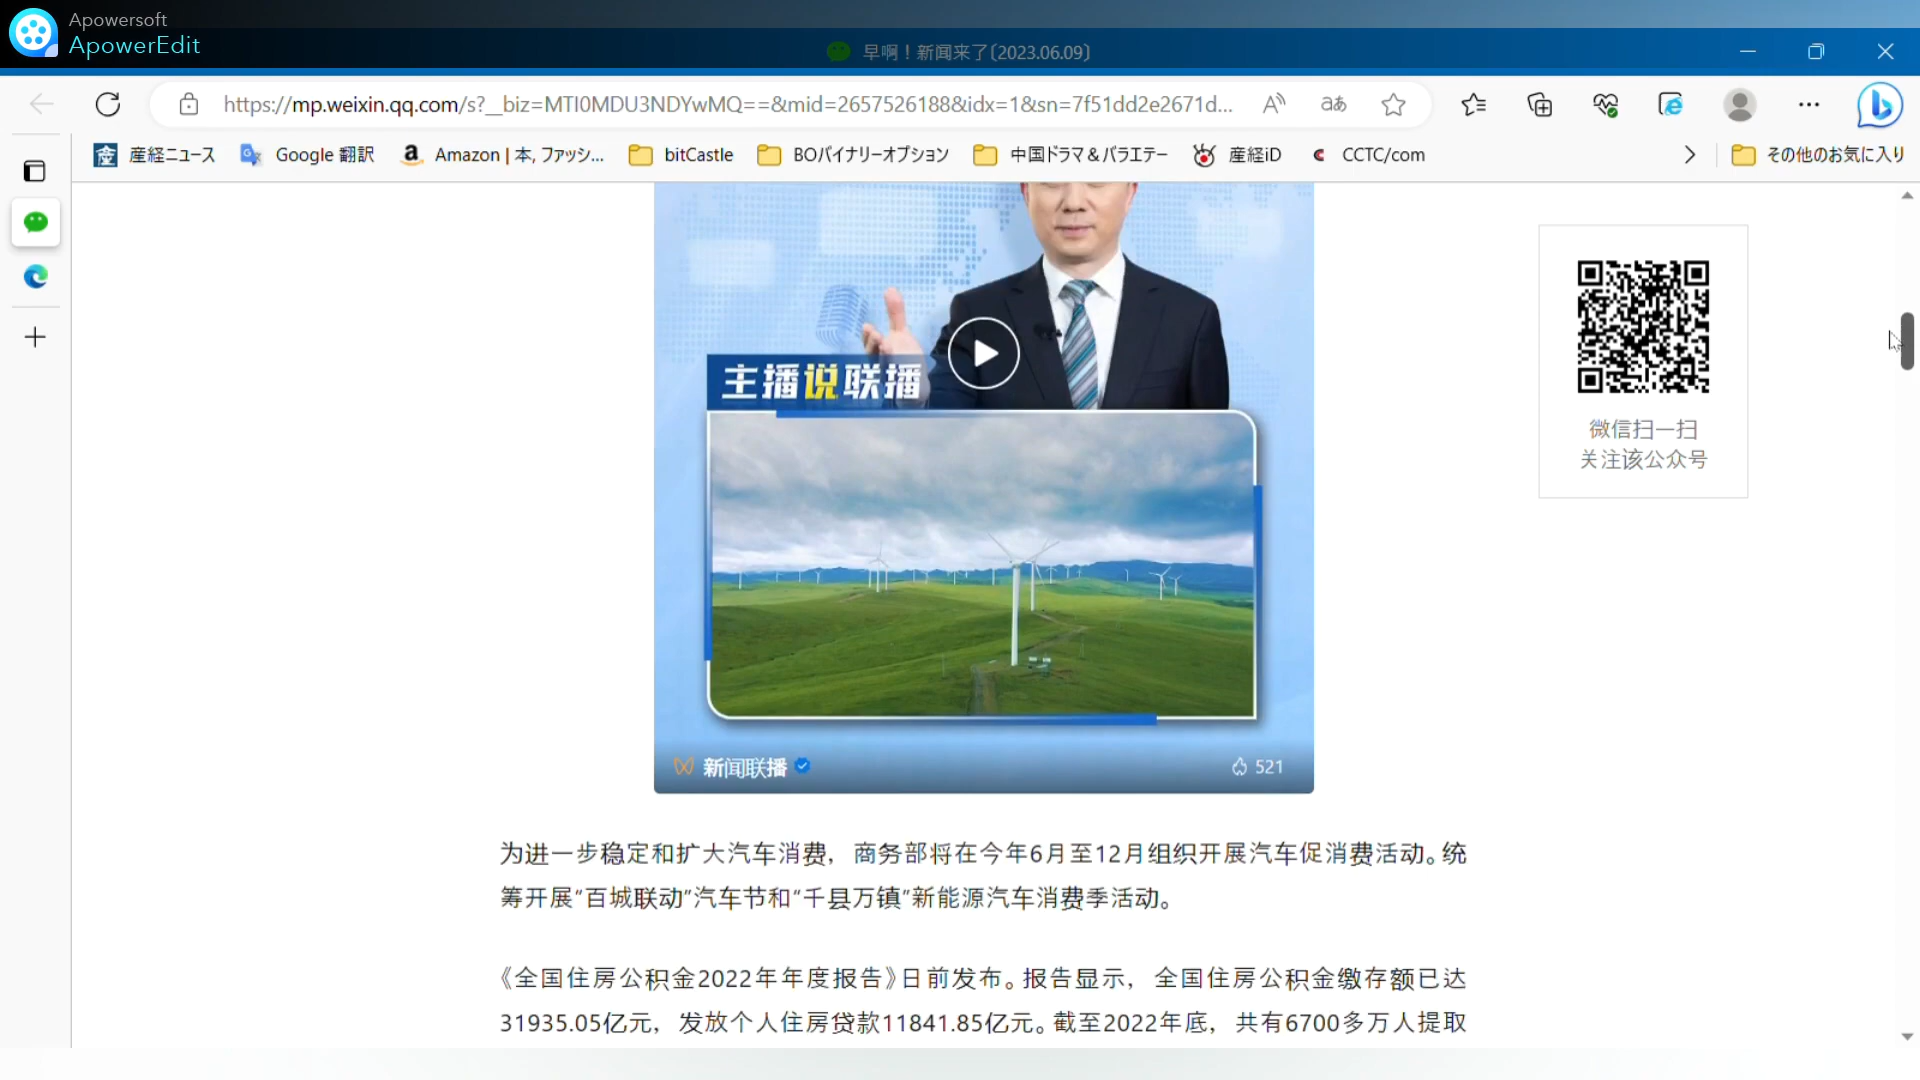 Apowersoft
ApowerEdit
早啊！新闻来了〔2023.06.09〕
https://mp.weixin.qq.com/s?__biz=MTI0MDU3NDYwMQ==&mid=2657526188&idx=1&sn=7f51dd2e2671d...
産経ニュース
Google 翻訳
Amazon | 本, ファッシ...
bitCastle
BOバイナリーオプション
中国ドラマ＆バラエテー
産経iD
CCTC/com
その他のお気に入り
主播说联播
新闻联播
521
微信扫一扫
关注该公众号
为进一步稳定和扩大汽车消费，商务部将在今年6月至12月组织开展汽车促消费活动。统
筹开展“百城联动”汽车节和“千县万镇”新能源汽车消费季活动。
《全国住房公积金2022年年度报告》日前发布。报告显示，全国住房公积金缴存额已达
31935.05亿元，发放个人住房贷款11841.85亿元。截至2022年底，共有6700多万人提取